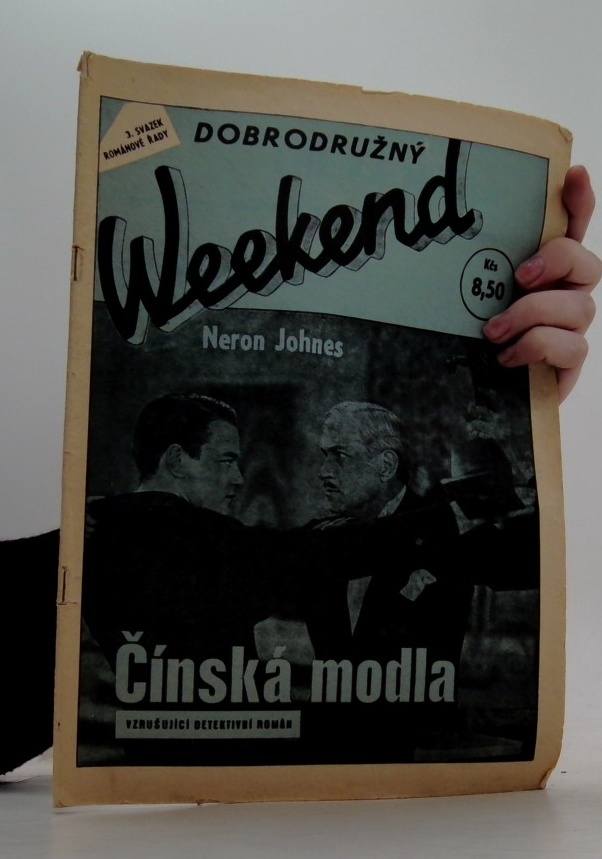 3. SVAZEK
ROMÁNOVÉ ŘADY
DOBRODRUŽNÝ
Weekend
Kčs
8,50
Neron Johnes
Čínská modla
VZRUŠUJÍCÍ DETEKTIVNÍ ROMÁN